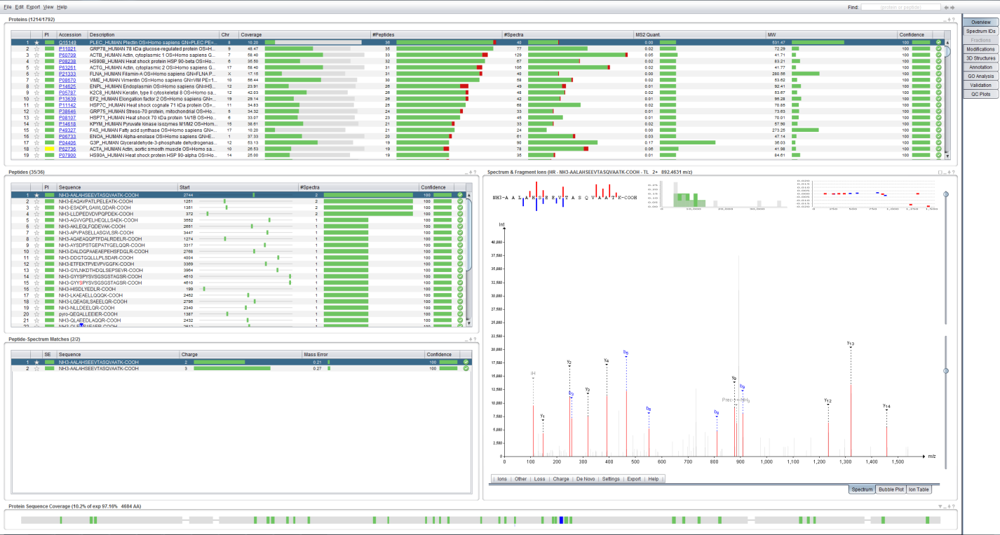 File Edit Export View Help
Find: (protein or peptide)
Proteins (1214/1792)
PI Accession Description Chr Coverage #Peptides #Spectra MS2 Quant. MW Confidence
1 Q15149 PLEC_HUMAN Plectin OS=Homo sapiens GN=PLEC PE=... 8 10.20 36 40 0.00 531.47 100
2 P11021 GRP78_HUMAN 78 kDa glucose-regulated protein OS=H... 9 48.47 35 77 0.02 72.29 100
3 P60709 ACTB_HUMAN Actin, cytoplasmic 1 OS=Homo sapiens G... 7 68.40 33 129 0.05 41.71 100
4 P08238 HS90B_HUMAN Heat shock protein HSP 90-beta OS=Ho... 6 35.60 32 67 0.02 83.21 100
5 P63261 ACTG_HUMAN Actin, cytoplasmic 2 OS=Homo sapiens ... 17 68.40 31 106 0.02 41.77 100
6 P21333 FLNA_HUMAN Filamin-A OS=Homo sapiens GN=FLNA P... X 17.15 31 40 0.00 280.56 100
7 P08670 VIME_HUMAN Vimentin OS=Homo sapiens GN=VIM PE=1... 10 56.44 30 58 0.02 53.62 100
8 P14625 ENPL_HUMAN Endoplasmin OS=Homo sapiens GN=HS... 12 23.91 29 49 0.01 92.41 100
9 P05787 K2C8_HUMAN Keratin, type II cytoskeletal 8 OS=Homo sa... 12 42.03 26 48 0.02 53.67 100
10 P13639 EF2_HUMAN Elongation factor 2 OS=Homo sapiens GN=... 19 29.14 26 42 0.01 95.28 100
11 P11142 HSP7C_HUMAN Heat shock cognate 71 kDa protein OS=... 11 34.83 25 68 0.02 70.85 100
12 P38646 GRP75_HUMAN Stress-70 protein, mitochondrial OS=Ho... 5 34.32 24 33 0.01 73.63 100
13 P08107 HSP71_HUMAN Heat shock 70 kDa protein 1A/1B OS=Ho... 6 33.07 23 45 0.01 70.01 100
14 P14618 KPYM_HUMAN Pyruvate kinase isozymes M1/M2 OS=Hom... 15 38.61 21 33 0.02 57.90 100
15 P49327 FAS_HUMAN Fatty acid synthase OS=Homo sapiens GN=... 17 10.20 21 24 0.00 273.25 100
16 P06733 ENOA_HUMAN Alpha-enolase OS=Homo sapiens GN=E... 1 37.33 20 61 0.03 47.14 100
17 P04406 G3P_HUMAN Glyceraldehyde-3-phosphate dehydrogenas... 12 53.13 19 90 0.17 36.03 100
18 P62736 ACTA_HUMAN Actin, aortic smooth muscle OS=Homo sa... 10 26.53 19 78 0.06 41.98 100
19 P07900 HS90A_HUMAN Heat shock protein HSP 90-alpha OS=Ho... 14 25.00 19 35 0.01 84.61 100
Overview
Spectrum IDs
Fractions
Modifications
3D Structures
Annotation
GO Analysis
Validation
QC Plots
Peptides (35/36)
PI Sequence Start #Spectra Confidence
1 NH3-AALAHSEEVTASQVAATK-COOH 2744 2 100
2 NH3-EAQAVPATLPELEATK-COOH 1251 2 100
3 NH3-ESADPLGAWLQDAR-COOH 1351 2 100
4 NH3-LLDPEDVDVPQPDEK-COOH 372 2 100
5 NH3-AGVVGPELHEQLLSAEK-COOH 3582 1 100
6 NH3-AKLEQLFQDEVAK-COOH 2681 1 100
7 NH3-APVPASELLASGVLSR-COOH 3447 1 100
8 NH3-AQAEAQQPTFDALRDELR-COOH 1274 1 100
9 NH3-AYSDPSTGEPATYGELQQR-COOH 3317 1 100
10 NH3-DALDGPAAEAEPEHSFDGLR-COOH 2768 1 100
11 NH3-DDGTGQLLLPLSDAR-COOH 4004 1 100
12 NH3-ETFEKTPVEVPVGGFK-COOH 3369 1 100
13 NH3-GYLNKDTHDQLSEPSEVR-COOH 3964 1 100
14 NH3-GYYSPYSVSGSGSTAGSR-COOH 4610 1 100
15 NH3-GYYSPYSVSGSGSTAGSR-COOH 4610 1 100
16 NH3-HISDLYEDLR-COOH 199 1 100
17 NH3-LKAEAELLQQQK-COOH 2462 1 100
18 NH3-LQEAGILSAEELQR-COOH 2795 1 100
19 NH3-NLLDEELQR-COOH 2340 1 100
20 pyro-QEQALLEEIER-COOH 1387 1 100
21 NH3-QLAEEDLAQQR-COOH 2432 1 100
Peptide-Spectrum Matches (2/2)
SE Sequence Charge Mass Error Confidence
1 NH3-AALAHSEEVTASQVAATK-COOH 2 0.21 100
2 NH3-AALAHSEEVTASQVAATK-COOH 3 0.27 100
Spectrum & Fragment Ions (HR - NH3-AALAHSEEVTASQVAATK-COOH - TL 2+ 892.4631 m/z)
NH3-A A L A H S E E V T A S Q V A A T K-COOH
0.25
0.20
0.15
0.10
0.05
0.00
0 10,000 20,000 30,000
0.020
0.015
0.010
0.005
0.000
-0.005
-0.010
-0.015
-0.020
0 250 500 750 1,000 1,250 1,500
Int
40,000
37,500
35,000
32,500
30,000
27,500
25,000
22,500
20,000
17,500
15,000
12,500
10,000
7,500
5,000
2,500
0
iH y1 y2 b3 y3 y4 b5 b6 b8 y9 b9 y12 y13 y14
0 100 200 300 400 500 600 700 800 900 1,000 1,100 1,200 1,300 1,400 1,500 m/z
Ions | Other | Loss | Charge | De Novo | Settings | Export | Help
Spectrum Bubble Plot Ion Table
Protein Sequence Coverage (10.2% of exp 97.16% 4684 AA)